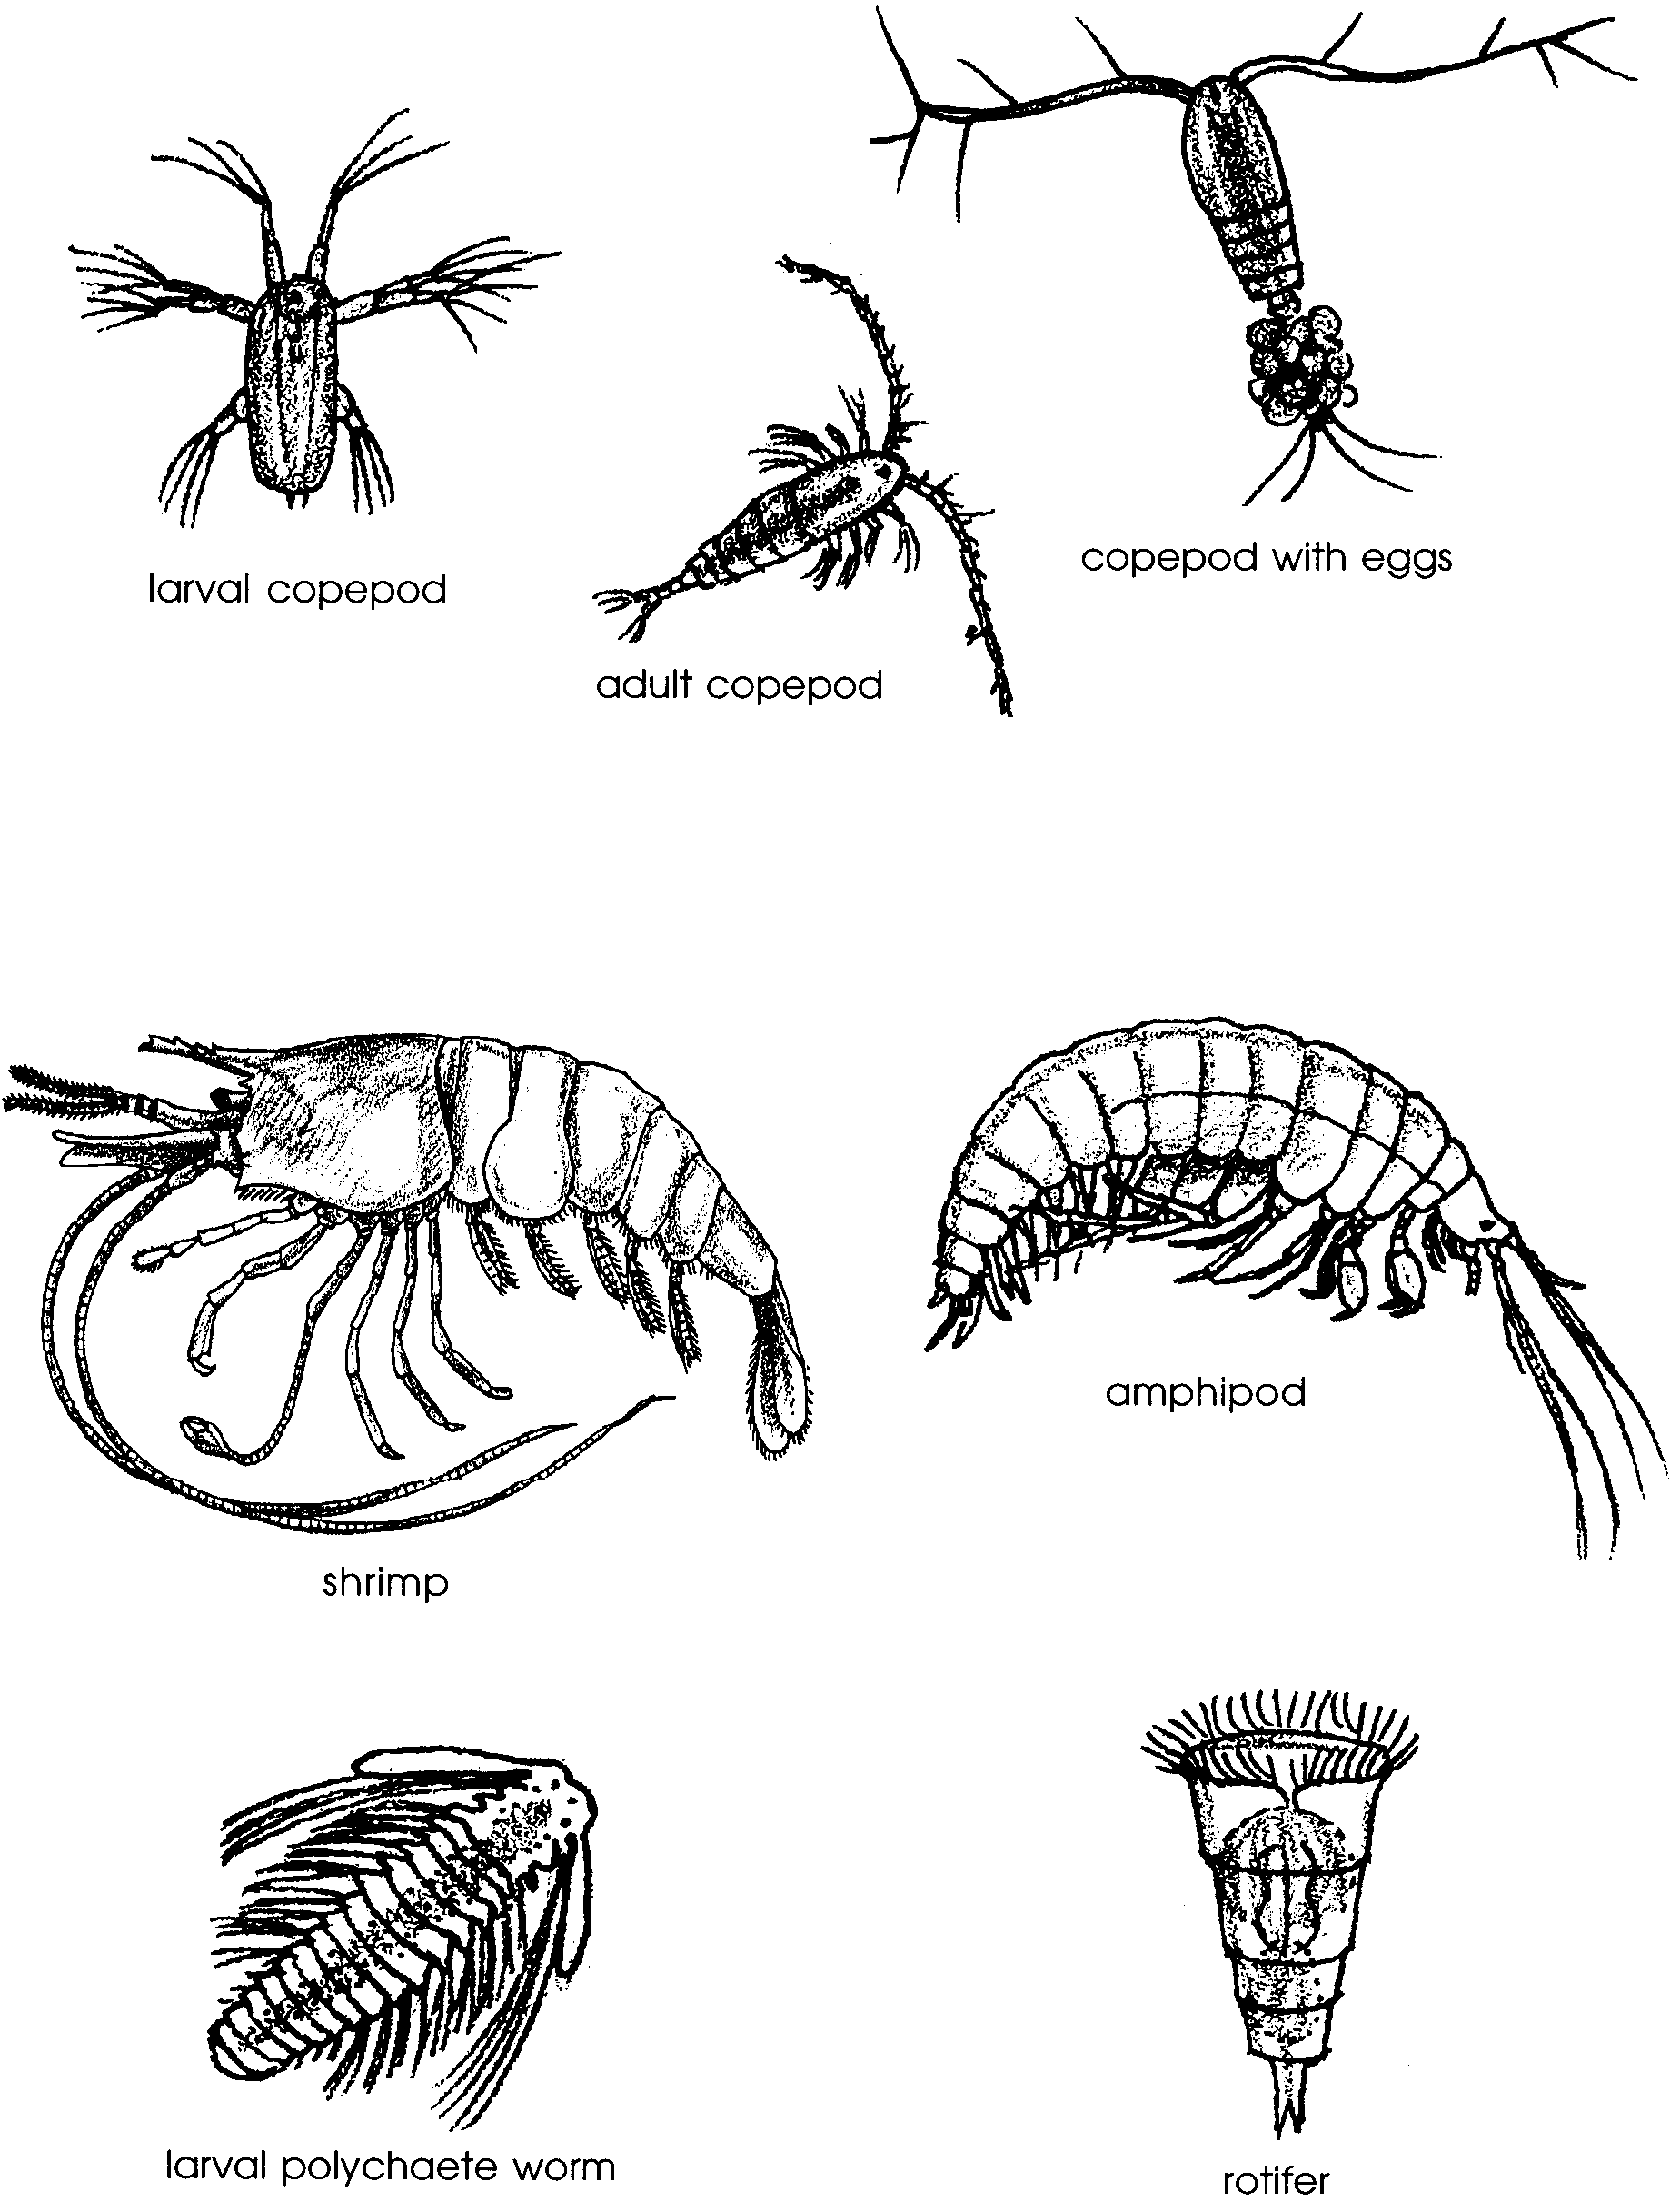 larval copepod
adult copepod
copepod with eggs
shrimp
amphipod
larval polychaete worm
rotifer